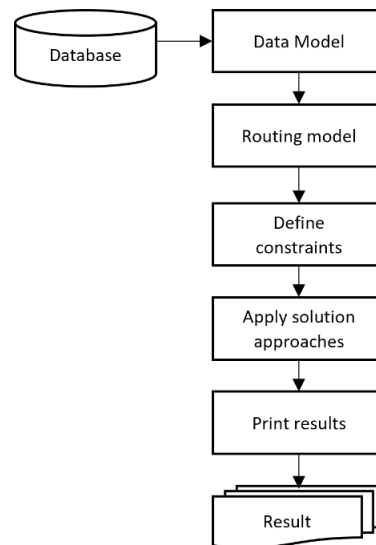 Database
Data Model
Routing model
Define
constraints
Apply solution
approaches
Print results
Result